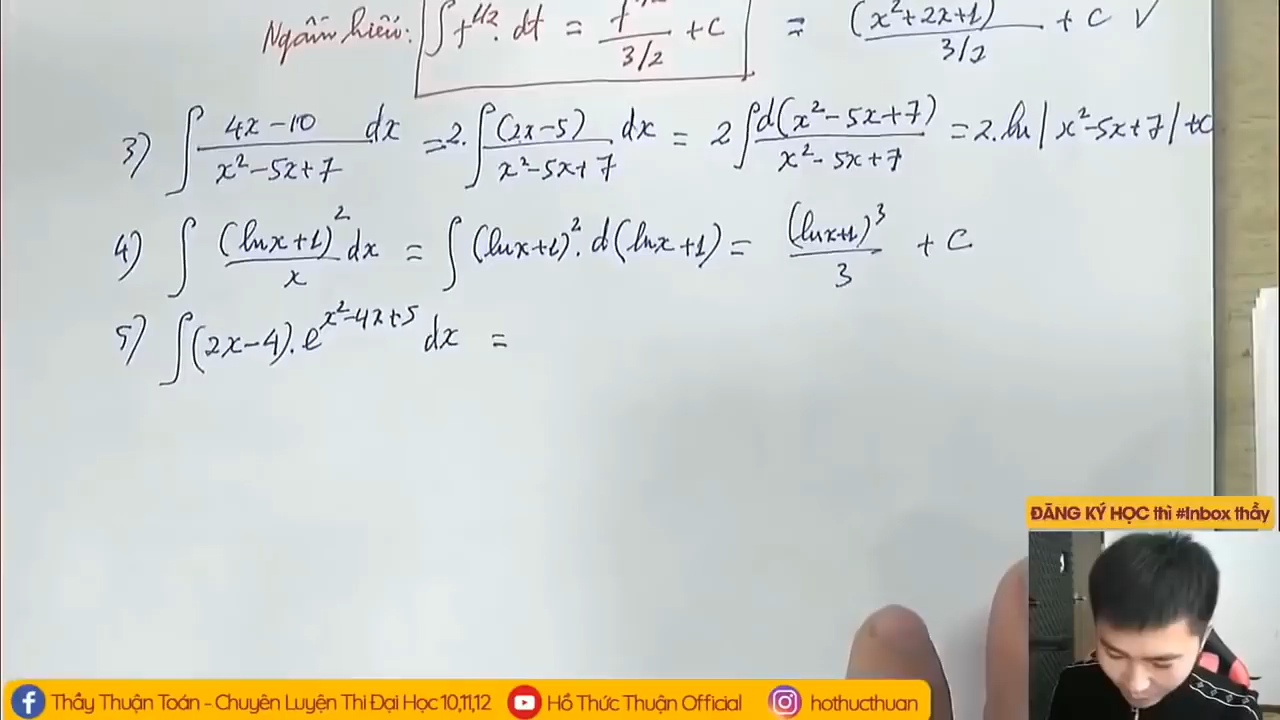 Ngầm hiểu: ∫t^{1/2}. dt = t/(3/2) + C = (x²+2x+1)/(3/2) + C √
3) ∫ (4x-10)/(x²-5x+7) dx = 2. ∫ (2x-5)/(x²-5x+7) dx = 2 ∫ d(x²-5x+7)/(x²-5x+7) = 2. ln | x²-5x+7 | + C
4) ∫ (lnx+1)²/x dx = ∫ (lnx+1)². d(lnx+1) = (lnx+1)³/3 + C
5) ∫ (2x-4). e^{x²-4x+5} dx =
ĐĂNG KÝ HỌC thì #Inbox thầy
Thầy Thuận Toán - Chuyên Luyện Thi Đại Học 10,11,12
Hồ Thức Thuận Official
hothucthuan